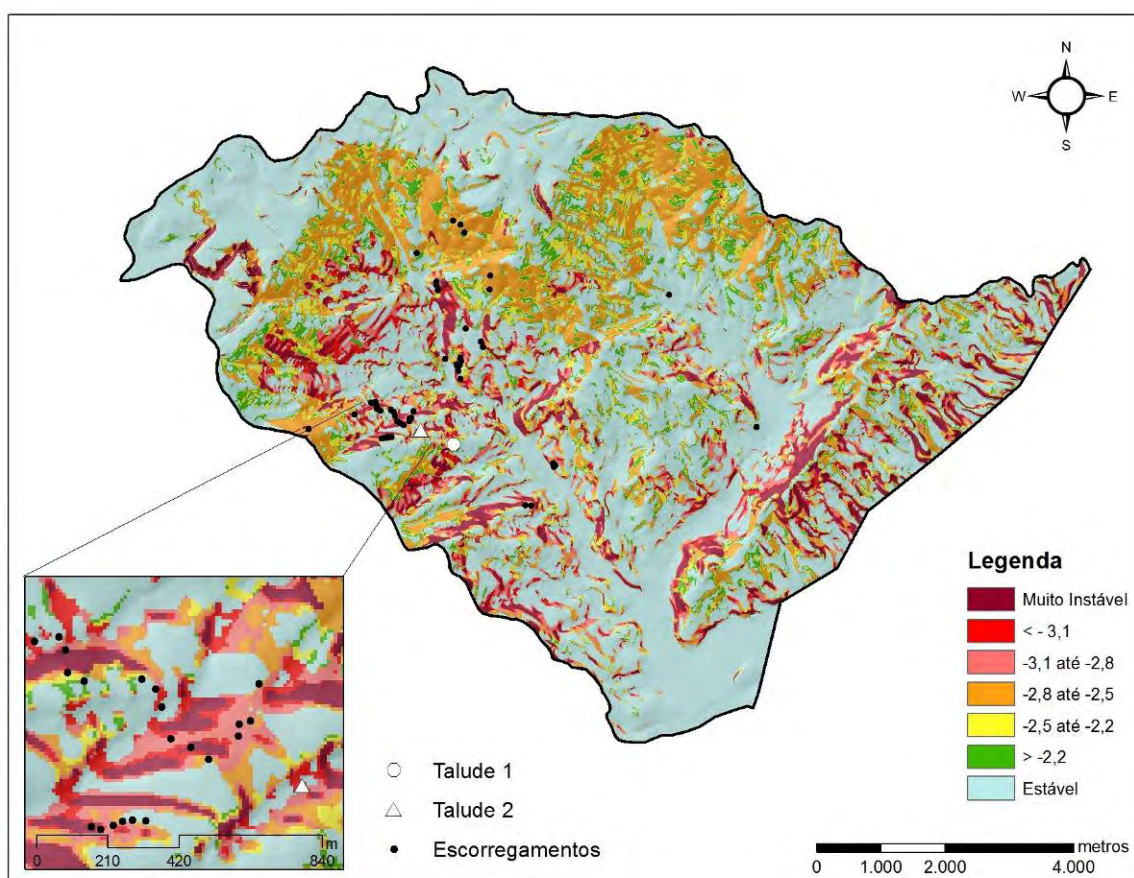 N
W E
S
Legenda
Muito Instável
< - 3,1
-3,1 até -2,8
-2,8 até -2,5
-2,5 até -2,2
> -2,2
Estável
Talude 1
Talude 2
Escorregamentos
m
0 210 420 840
metros
0 1.000 2.000 4.000